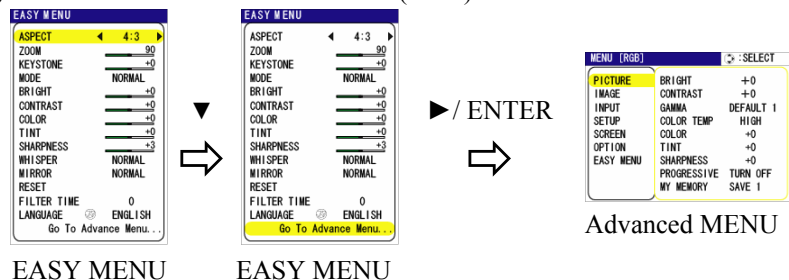 EASY MENU
ASPECT ◀ 4:3 ▶
ZOOM 90
KEYSTONE +0
MODE NORMAL
BRIGHT +0
CONTRAST +0
COLOR +0
TINT +0
SHARPNESS +3
WHISPER NORMAL
MIRROR NORMAL
RESET
FILTER TIME 0
LANGUAGE ENGLISH
Go To Advance Menu...
EASY MENU
▼
EASY MENU
ASPECT ◀ 4:3 ▶
ZOOM 90
KEYSTONE +0
MODE NORMAL
BRIGHT +0
CONTRAST +0
COLOR +0
TINT +0
SHARPNESS +3
WHISPER NORMAL
MIRROR NORMAL
RESET
FILTER TIME 0
LANGUAGE ENGLISH
Go To Advance Menu...
EASY MENU
►/ ENTER
MENU [RGB] :SELECT
PICTURE BRIGHT +0
IMAGE CONTRAST +0
INPUT GAMMA DEFAULT 1
SETUP COLOR TEMP HIGH
SCREEN COLOR +0
OPTION TINT +0
EASY MENU SHARPNESS +0
PROGRESSIVE TURN OFF
MY MEMORY SAVE 1
Advanced MENU